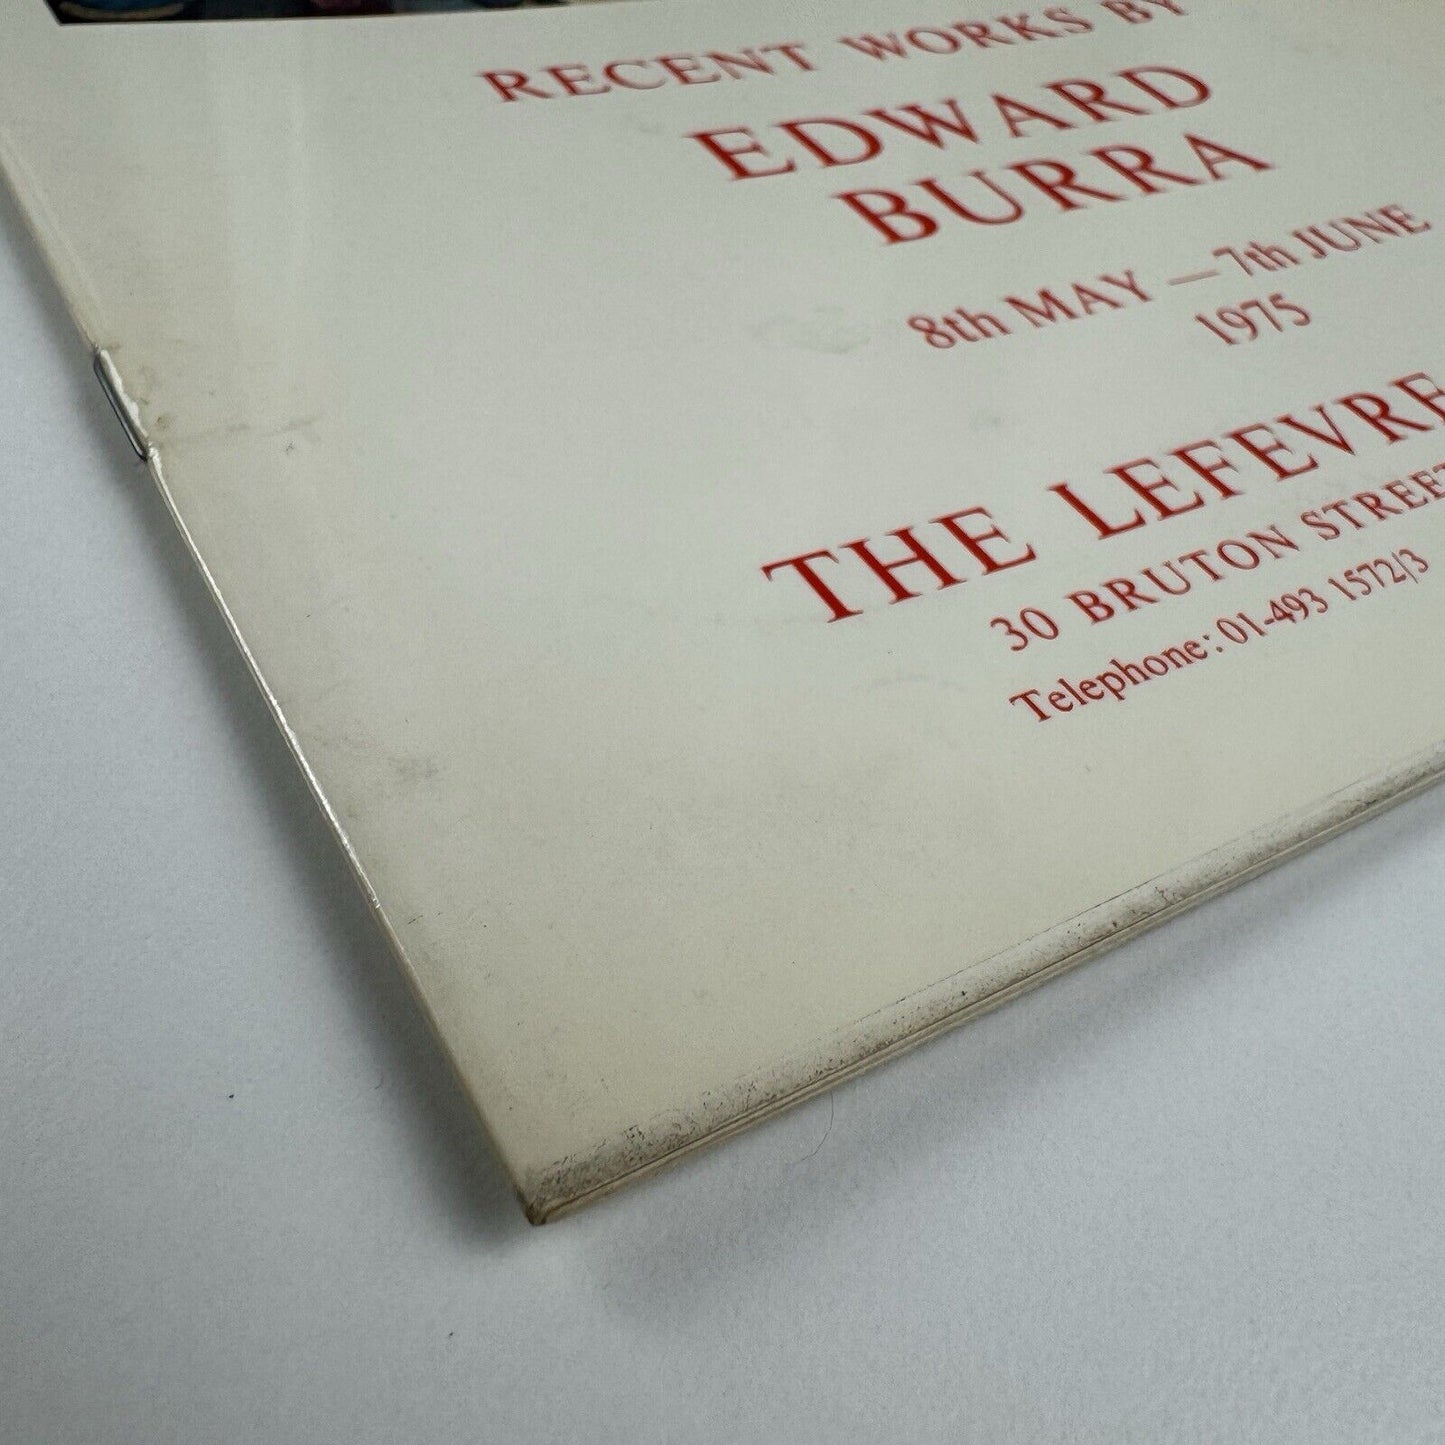 RECENT WORKS BY
EDWARD
BURRA
8th MAY — 7th JUNE
1975
THE LEFEVRE
30 BRUTON STREET
Telephone: 01-493 1572/3